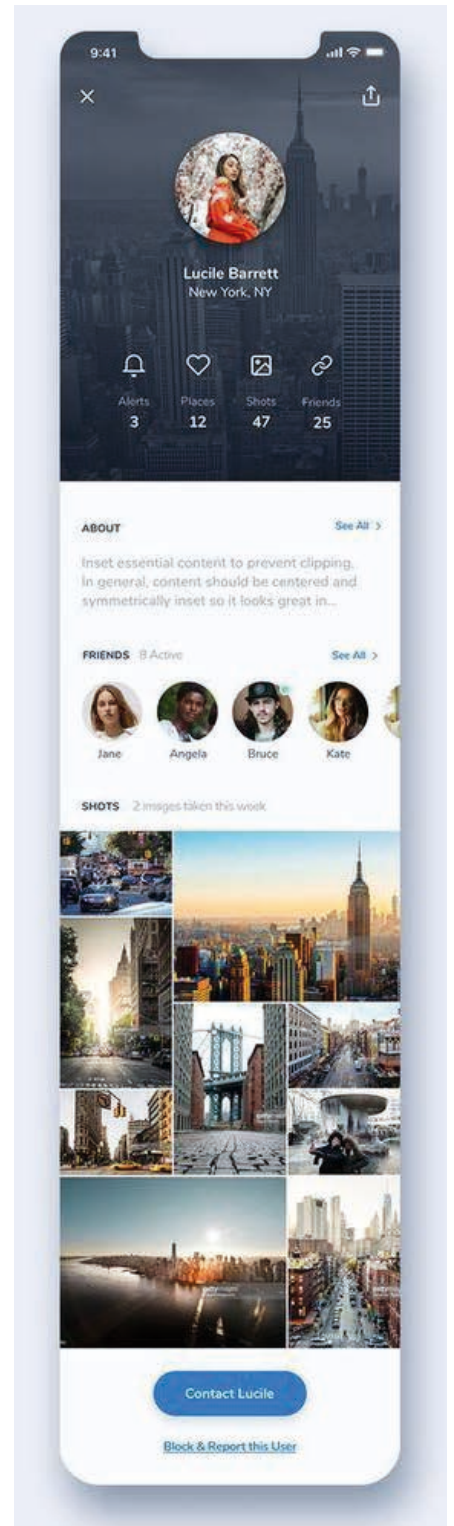 9:41
Lucile Barrett
New York, NY
Alerts Places Shots Friends
3 12 47 25
ABOUT See All >
Inset essential content to prevent clipping.
In general, content should be centered and
symmetrically inset so it looks great in...
FRIENDS 8 Active See All >
Jane Angela Bruce Kate
SHOTS 2 images taken this week
Contact Lucile
Block & Report this User